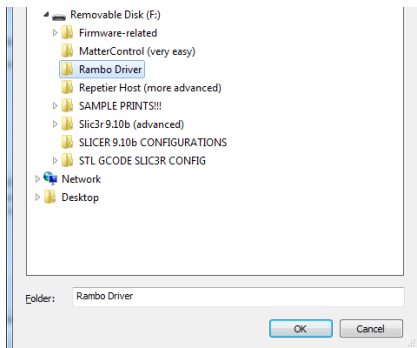 Removable Disk (F:)
Firmware-related
MatterControl (very easy)
Rambo Driver
Repetier Host (more advanced)
SAMPLE PRINTS!!!
Slic3r 9.10b (advanced)
SLICER 9.10b CONFIGURATIONS
STL GCODE SLIC3R CONFIG
Network
Desktop
Folder: Rambo Driver
OK Cancel